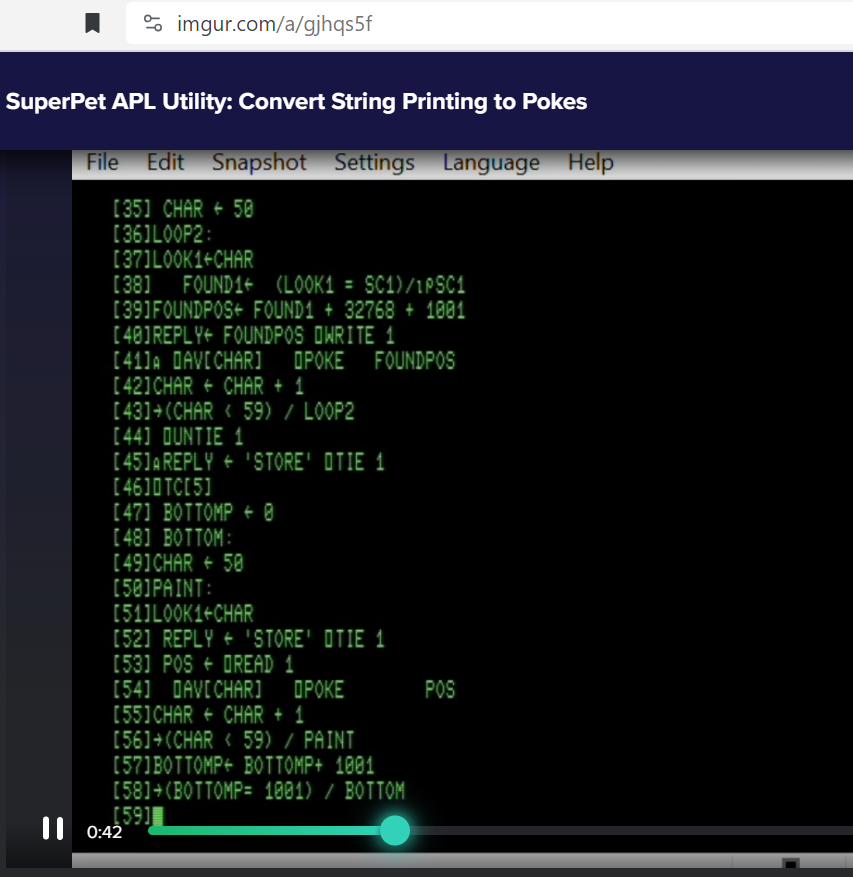 imgur.com/a/gjhqs5f
SuperPet APL Utility: Convert String Printing to Pokes
File Edit Snapshot Settings Language Help
[35] CHAR ← 50
[36]LOOP2:
[37]LOOK1←CHAR
[38] FOUND1← (LOOK1 = SC1)/⍳⍴SC1
[39]FOUNDPOS← FOUND1 + 32768 + 1001
[40]REPLY← FOUNDPOS ⎕WRITE 1
[41]⍝ ⎕AV[CHAR] ⎕POKE FOUNDPOS
[42]CHAR ← CHAR + 1
[43]→(CHAR < 59) / LOOP2
[44] ⎕UNTIE 1
[45]⍝REPLY ← 'STORE' ⎕TIE 1
[46]⎕TC[5]
[47] BOTTOMP ← 0
[48] BOTTOM:
[49]CHAR ← 50
[50]PAINT:
[51]LOOK1←CHAR
[52] REPLY ← 'STORE' ⎕TIE 1
[53] POS ← ⎕READ 1
[54] ⎕AV[CHAR] ⎕POKE POS
[55]CHAR ← CHAR + 1
[56]→(CHAR < 59) / PAINT
[57]BOTTOMP← BOTTOMP+ 1001
[58]→(BOTTOMP= 1001) / BOTTOM
[59]
0:42